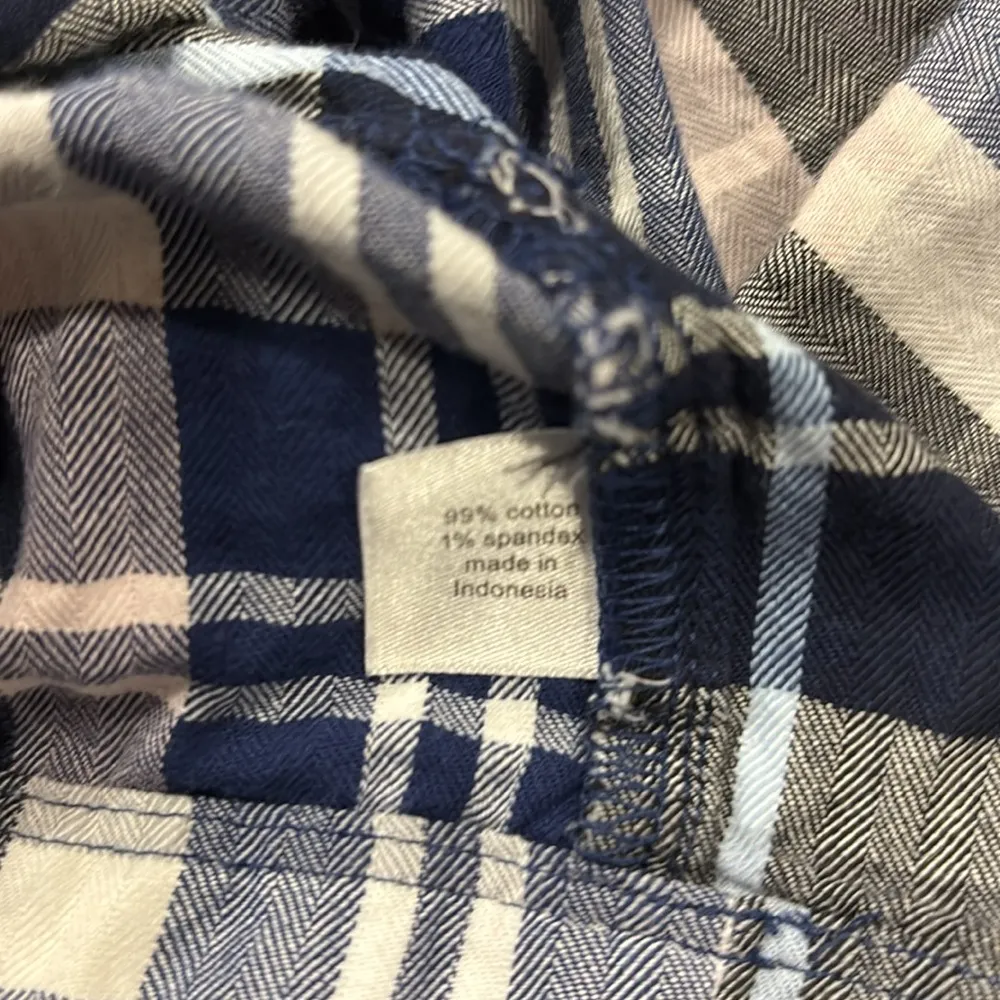 99% cotton
1% spandex
made in
Indonesia